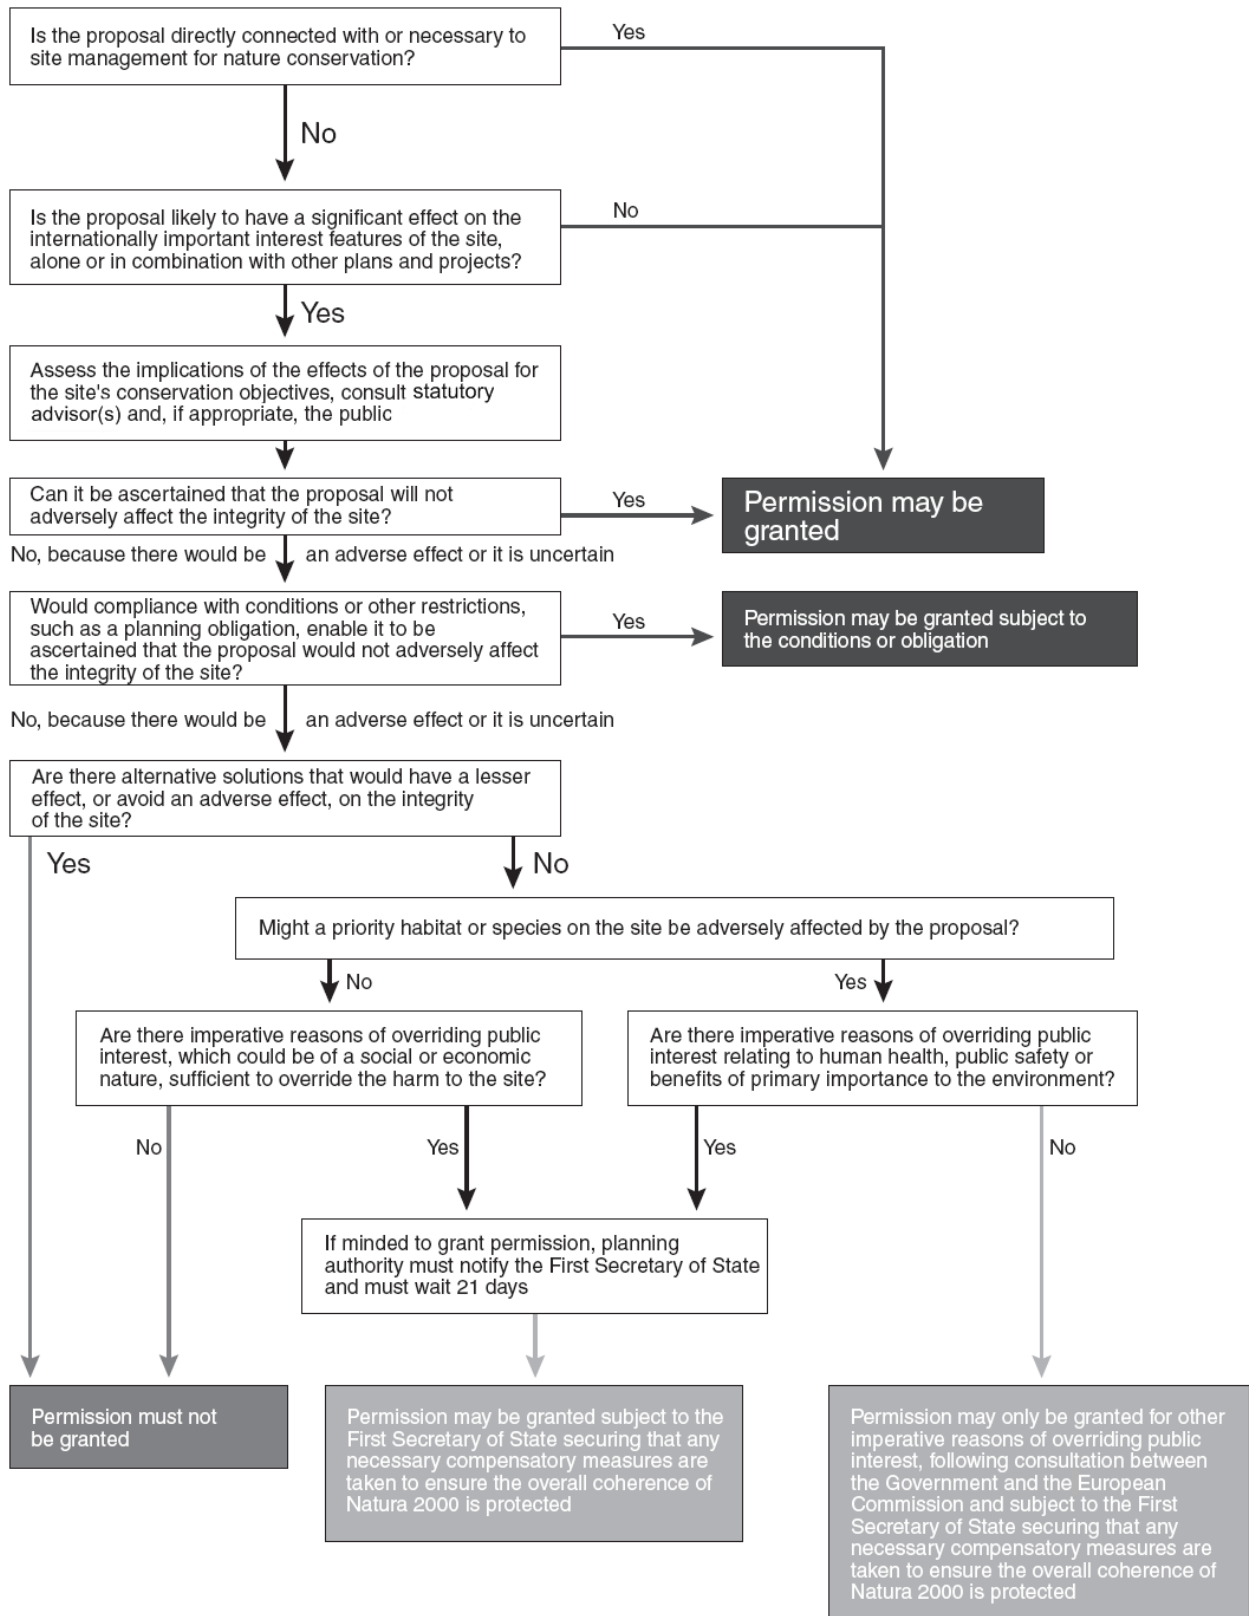 Is the proposal directly connected with or necessary to
site management for nature conservation?
Yes
No
Is the proposal likely to have a significant effect on the
internationally important interest features of the site,
alone or in combination with other plans and projects?
No
Yes
Assess the implications of the effects of the proposal for
the site's conservation objectives, consult statutory
advisor(s) and, if appropriate, the public
Can it be ascertained that the proposal will not
adversely affect the integrity of the site?
Yes
Permission may be
granted
No, because there would be an adverse effect or it is uncertain
Would compliance with conditions or other restrictions,
such as a planning obligation, enable it to be
ascertained that the proposal would not adversely affect
the integrity of the site?
Yes
Permission may be granted subject to
the conditions or obligation
No, because there would be an adverse effect or it is uncertain
Are there alternative solutions that would have a lesser
effect, or avoid an adverse effect, on the integrity
of the site?
Yes
No
Might a priority habitat or species on the site be adversely affected by the proposal?
No
Yes
Are there imperative reasons of overriding public
interest, which could be of a social or economic
nature, sufficient to override the harm to the site?
Are there imperative reasons of overriding public
interest relating to human health, public safety or
benefits of primary importance to the environment?
No
Yes
Yes
No
If minded to grant permission, planning
authority must notify the First Secretary of State
and must wait 21 days
Permission must not
be granted
Permission may be granted subject to the
First Secretary of State securing that any
necessary compensatory measures are
taken to ensure the overall coherence of
Natura 2000 is protected
Permission may only be granted for other
imperative reasons of overriding public
interest, following consultation between
the Government and the European
Commission and subject to the First
Secretary of State securing that any
necessary compensatory measures are
taken to ensure the overall coherence of
Natura 2000 is protected